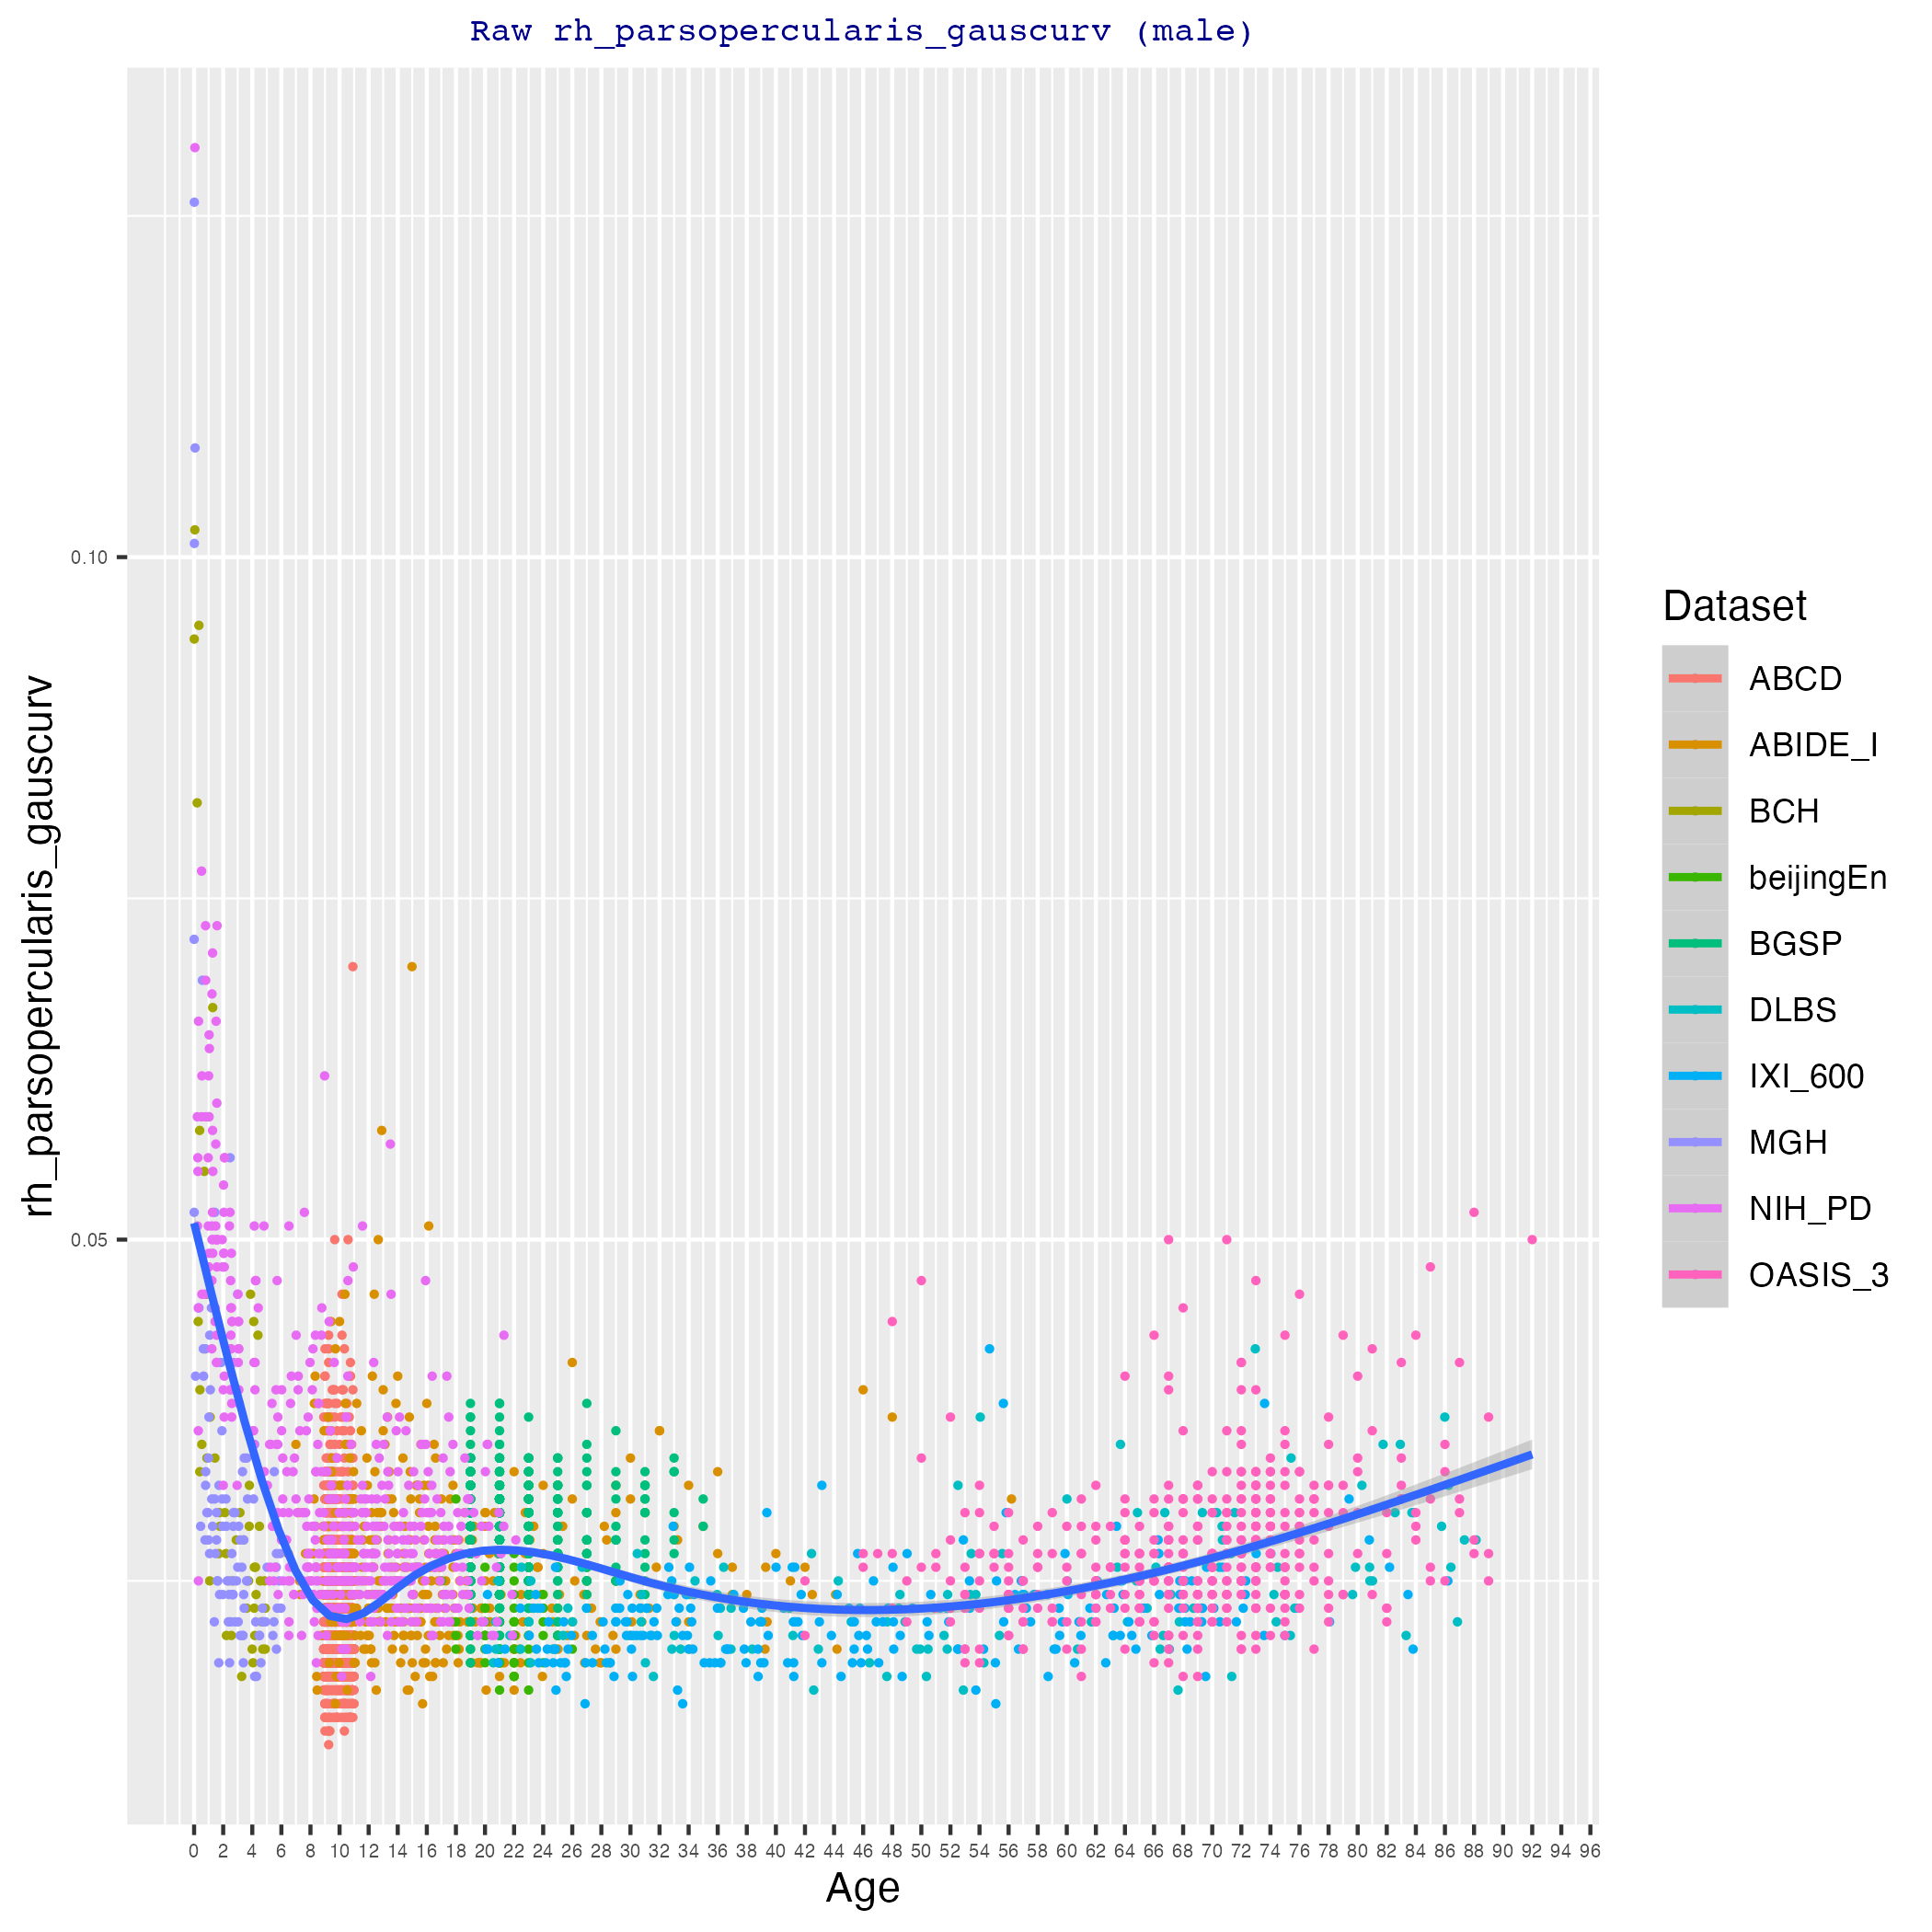 Raw rh_parsopercularis_gauscurv (male)
rh_parsopercularis_gauscurv
0.10
0.05
0 2 4 6 8 10 12 14 16 18 20 22 24 26 28 30 32 34 36 38 40 42 44 46 48 50 52 54 56 58 60 62 64 66 68 70 72 74 76 78 80 82 84 86 88 90 92 94 96
Age
Dataset
ABCD
ABIDE_I
BCH
beijingEn
BGSP
DLBS
IXI_600
MGH
NIH_PD
OASIS_3